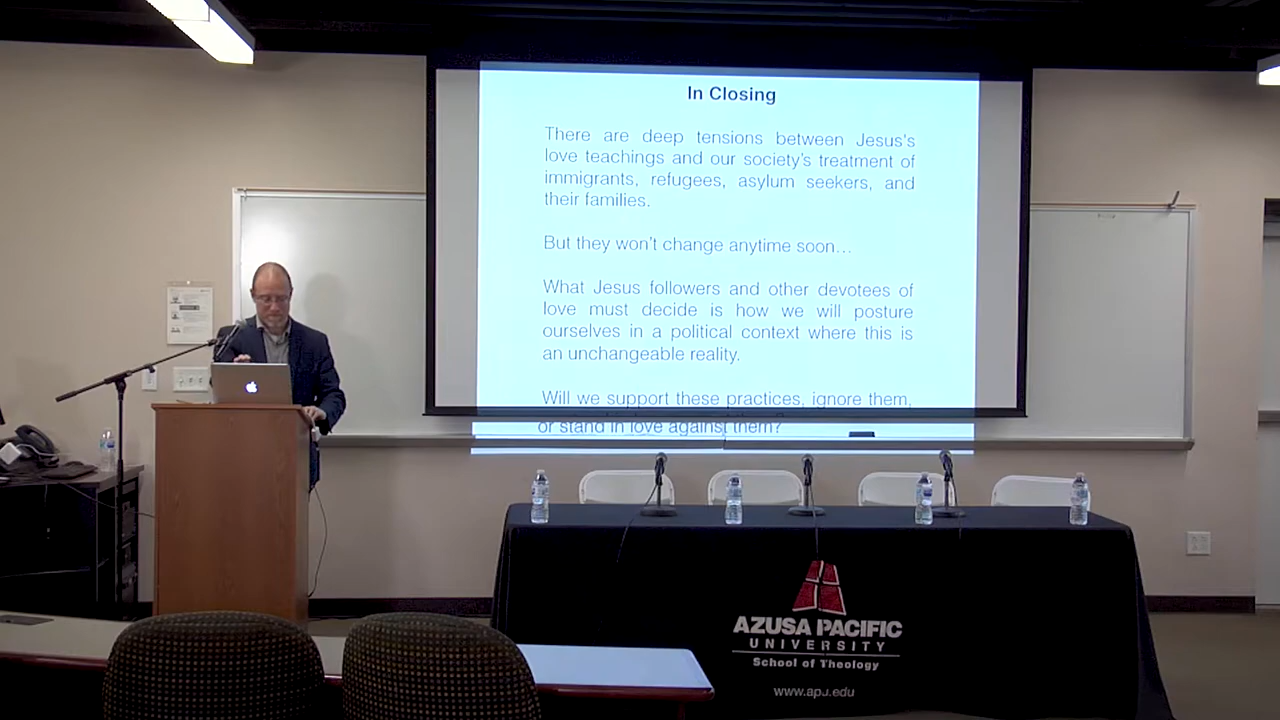 In Closing
There are deep tensions between Jesus's
love teachings and our society's treatment of
immigrants, refugees, asylum seekers, and
their families.
But they won't change anytime soon…
What Jesus followers and other devotees of
love must decide is how we will posture
ourselves in a political context where this is
an unchangeable reality.
Will we support these practices, ignore them,
or stand in love against them?
AZUSA PACIFIC
UNIVERSITY
School of Theology
www.apu.edu